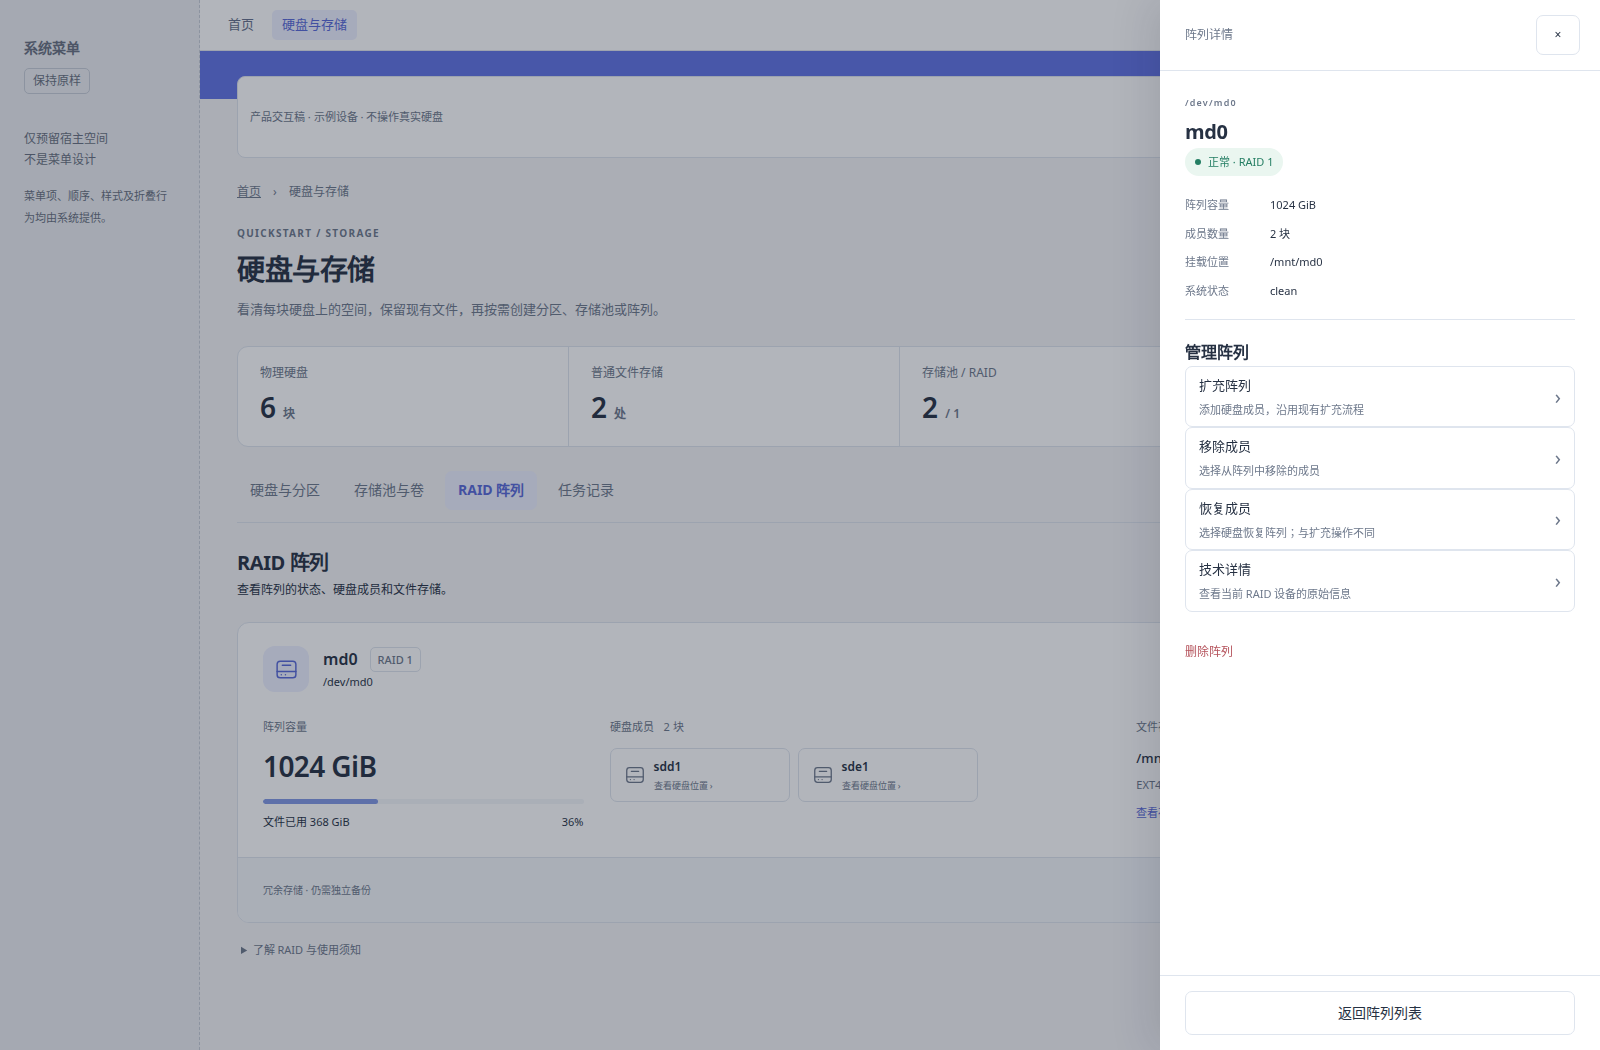 系统菜单
保持原样
仅预留宿主空间
不是菜单设计
菜单项、顺序、样式及折叠行
为均由系统提供。
首页
硬盘与存储
产品交互稿 · 示例设备 · 不操作真实硬盘
首页 › 硬盘与存储
QUICKSTART / STORAGE
硬盘与存储
看清每块硬盘上的空间，保留现有文件，再按需创建分区、存储池或阵列。
物理硬盘
6 块
普通文件存储
2 处
存储池 / RAID
2 / 1
硬盘与分区
存储池与卷
RAID 阵列
任务记录
RAID 阵列
查看阵列的状态、硬盘成员和文件存储。
md0 RAID 1
/dev/md0
阵列容量
1024 GiB
文件已用 368 GiB 36%
硬盘成员 2 块
sdd1
查看硬盘位置 ›
sde1
查看硬盘位置 ›
/mn
EXT4
冗余存储 · 仍需独立备份
了解 RAID 与使用须知
阵列详情
×
/dev/md0
md0
正常 · RAID 1
阵列容量 1024 GiB
成员数量 2 块
挂载位置 /mnt/md0
系统状态 clean
管理阵列
扩充阵列
添加硬盘成员，沿用现有扩充流程
›
移除成员
选择从阵列中移除的成员
›
恢复成员
选择硬盘恢复阵列；与扩充操作不同
›
技术详情
查看当前 RAID 设备的原始信息
›
删除阵列
返回阵列列表